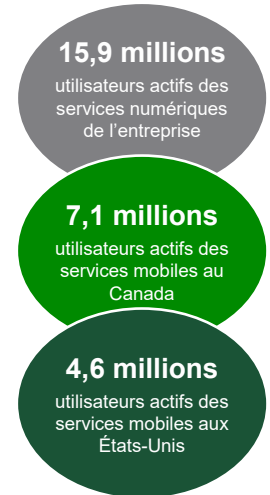 15,9 millions
utilisateurs actifs des
services numériques
de l’entreprise
7,1 millions
utilisateurs actifs des
services mobiles au
Canada
4,6 millions
utilisateurs actifs des
services mobiles aux
États-Unis